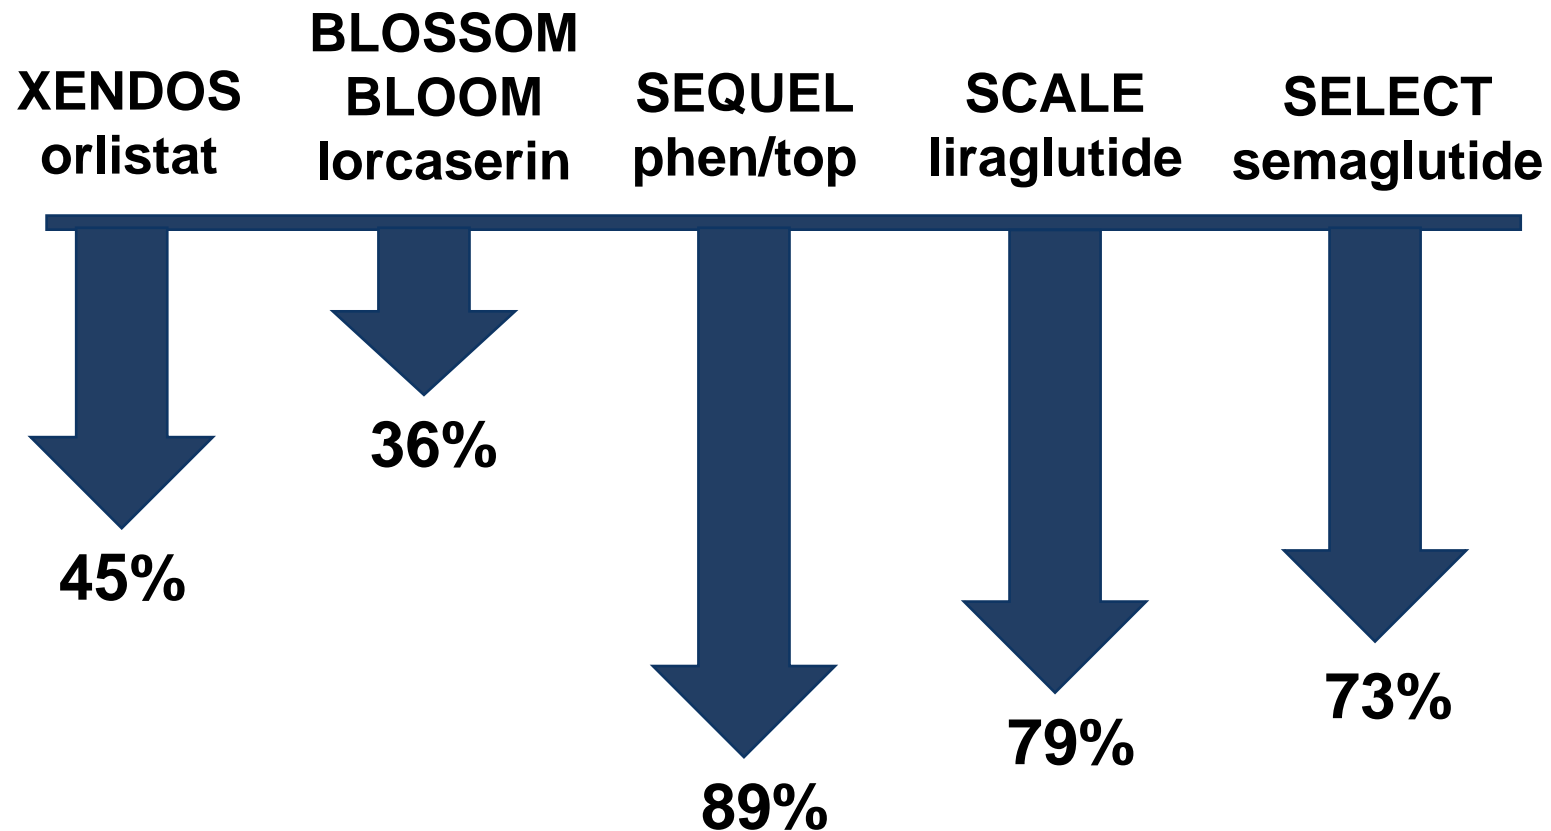 XENDOS
orlistat
BLOSSOM
BLOOM
lorcaserin
SEQUEL
phen/top
SCALE
liraglutide
SELECT
semaglutide
45%
36%
89%
79%
73%